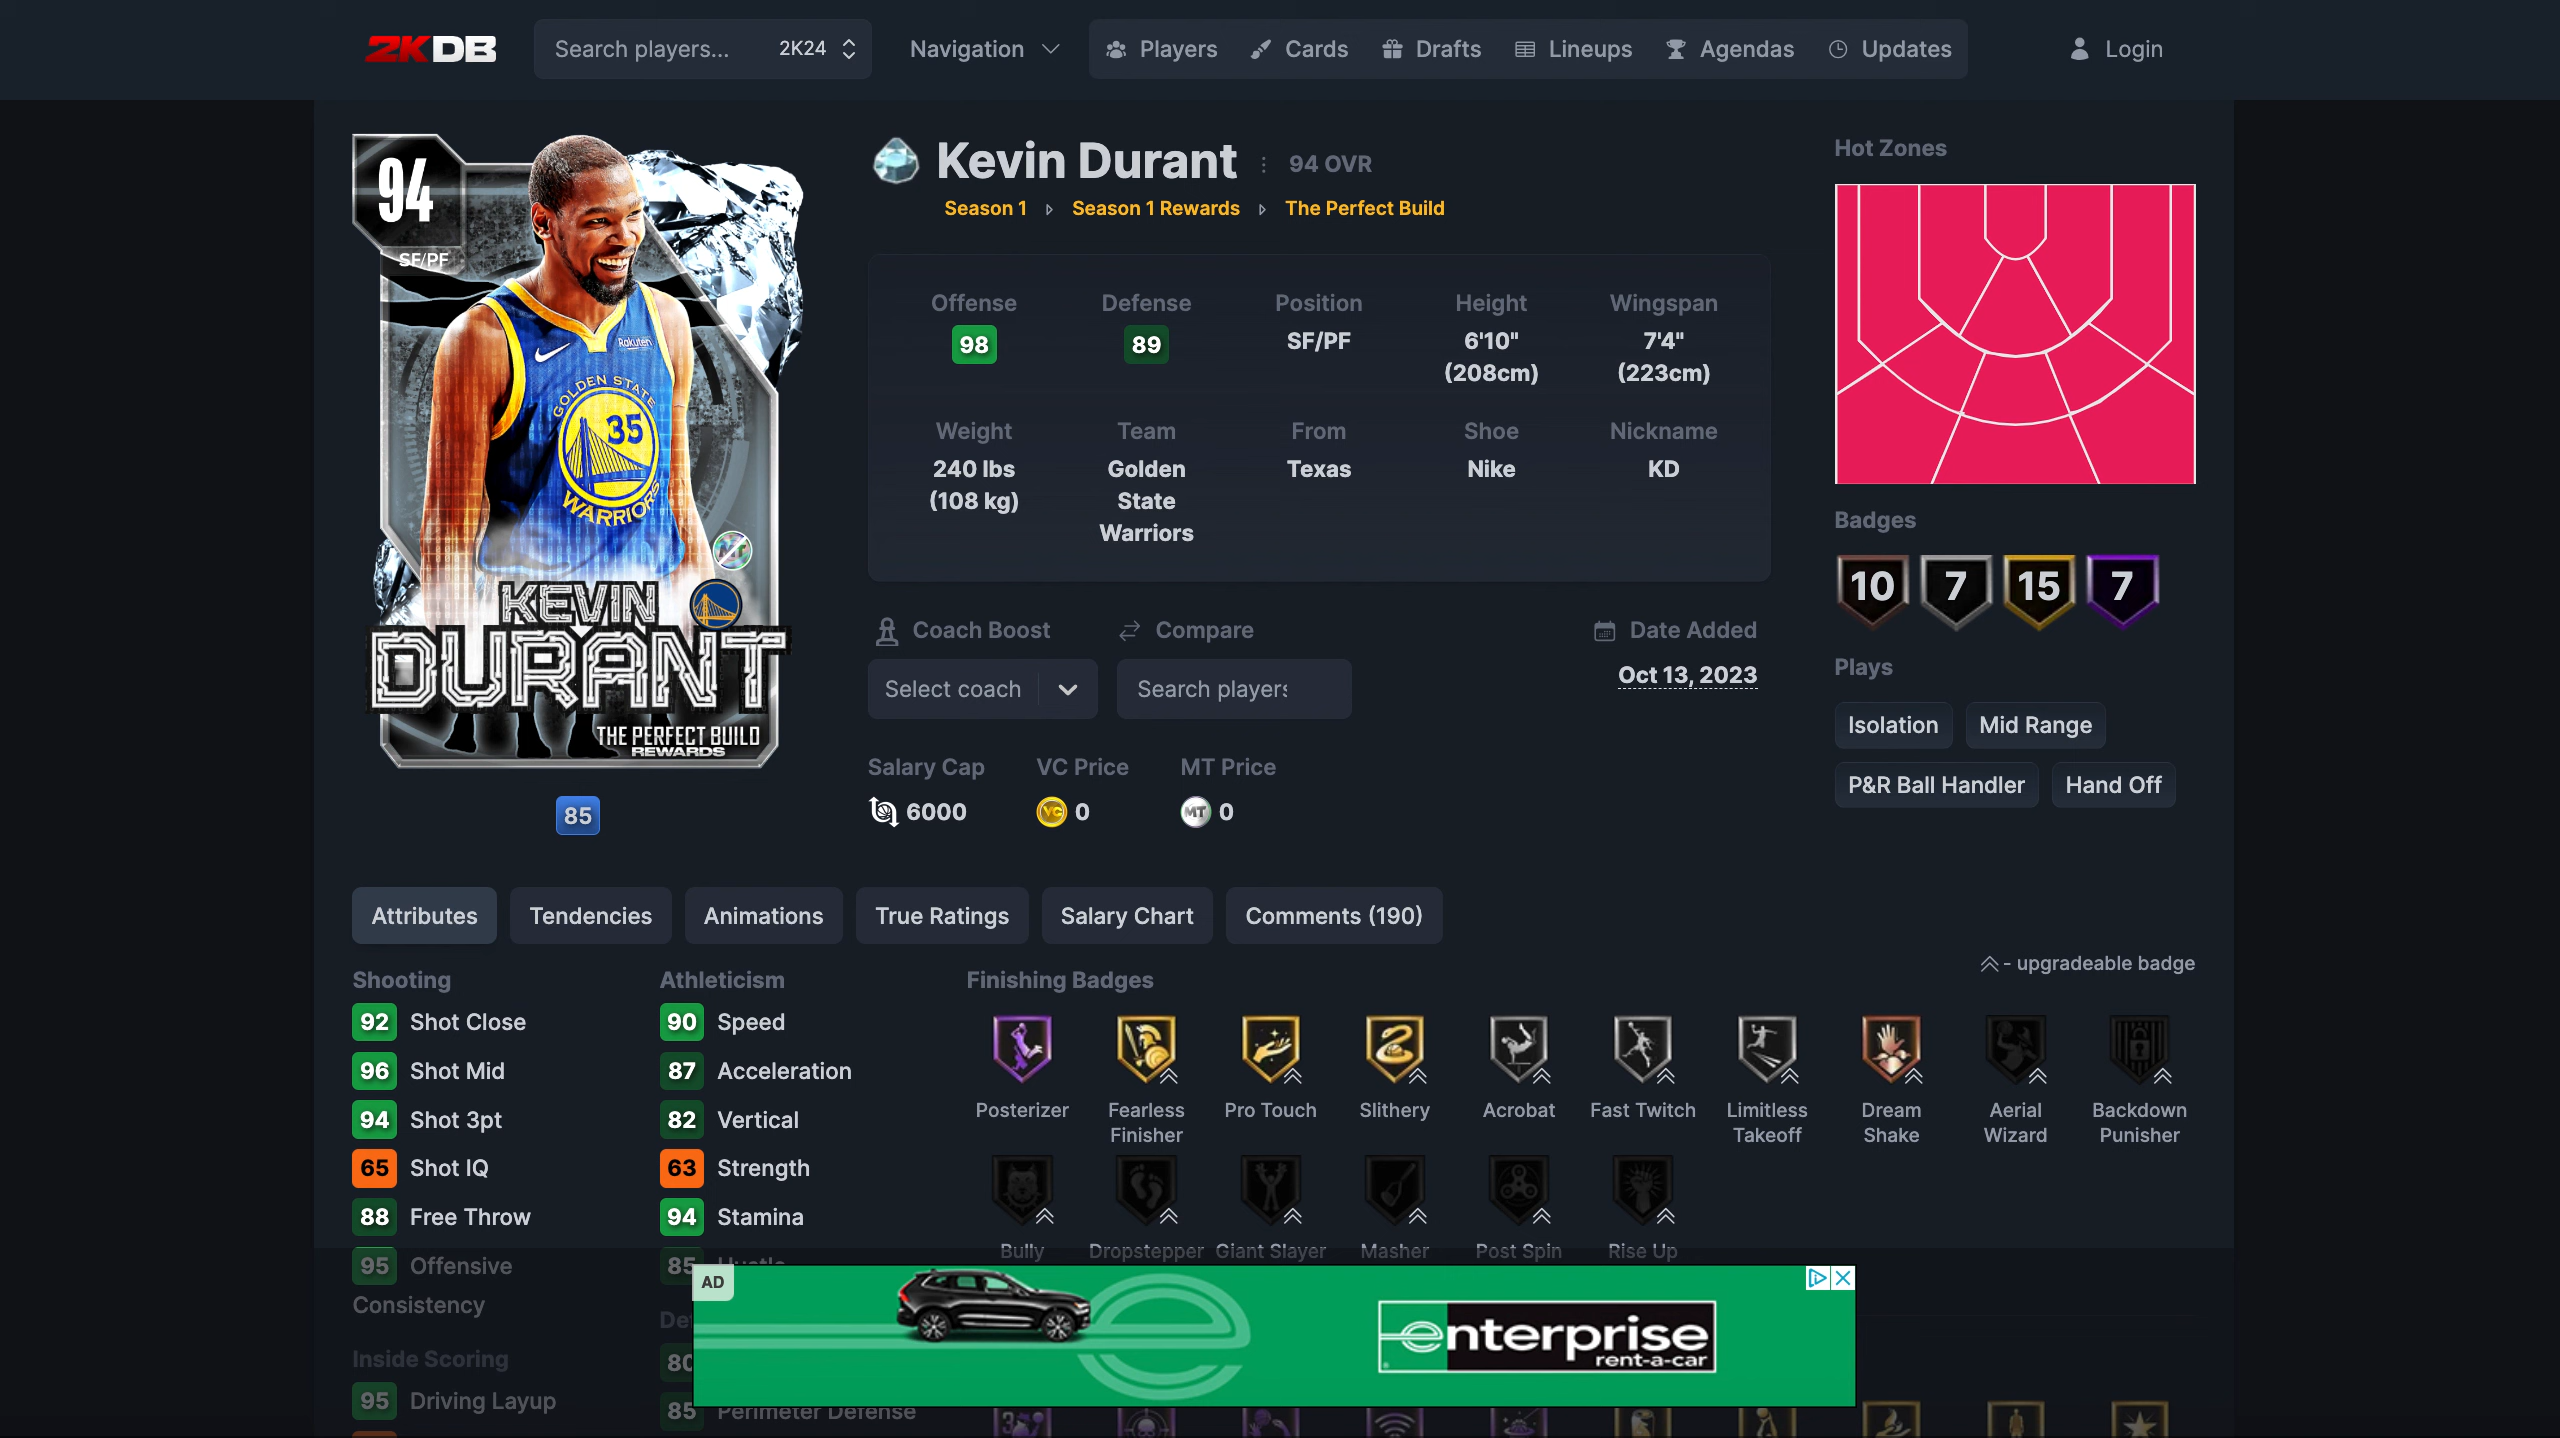 2KDB
Search players...
2K24
Navigation
Players
Cards
Drafts
Lineups
Agendas
Updates
Login
94
SF/PF
Rakuten
GOLDEN STATE
35
WARRIORS
MT
KEVIN
DURANT
THE PERFECT BUILD
REWARDS
85
Kevin Durant
94 OVR
Season 1
Season 1 Rewards
The Perfect Build
Offense
98
Defense
89
Position
SF/PF
Height
6'10"
(208cm)
Wingspan
7'4"
(223cm)
Weight
240 lbs
(108 kg)
Team
Golden
State
Warriors
From
Texas
Shoe
Nike
Nickname
KD
Coach Boost
Select coach
Compare
Search players
Date Added
Oct 13, 2023
Salary Cap
6000
VC Price
VC 0
MT Price
MT 0
Hot Zones
Badges
10 7 15 7
Plays
Isolation
Mid Range
P&R Ball Handler
Hand Off
Attributes
Tendencies
Animations
True Ratings
Salary Chart
Comments (190)
- upgradeable badge
Shooting
92 Shot Close
96 Shot Mid
94 Shot 3pt
65 Shot IQ
88 Free Throw
95 Offensive
Consistency
Inside Scoring
95 Driving Layup
Athleticism
90 Speed
87 Acceleration
82 Vertical
63 Strength
94 Stamina
85 Hustle
80
85 Perimeter Defense
Finishing Badges
Posterizer
Fearless
Finisher
Pro Touch
Slithery
Acrobat
Fast Twitch
Limitless
Takeoff
Dream
Shake
Aerial
Wizard
Backdown
Punisher
Bully
Dropstepper
Giant Slayer
Masher
Post Spin
Rise Up
AD
enterprise
rent-a-car